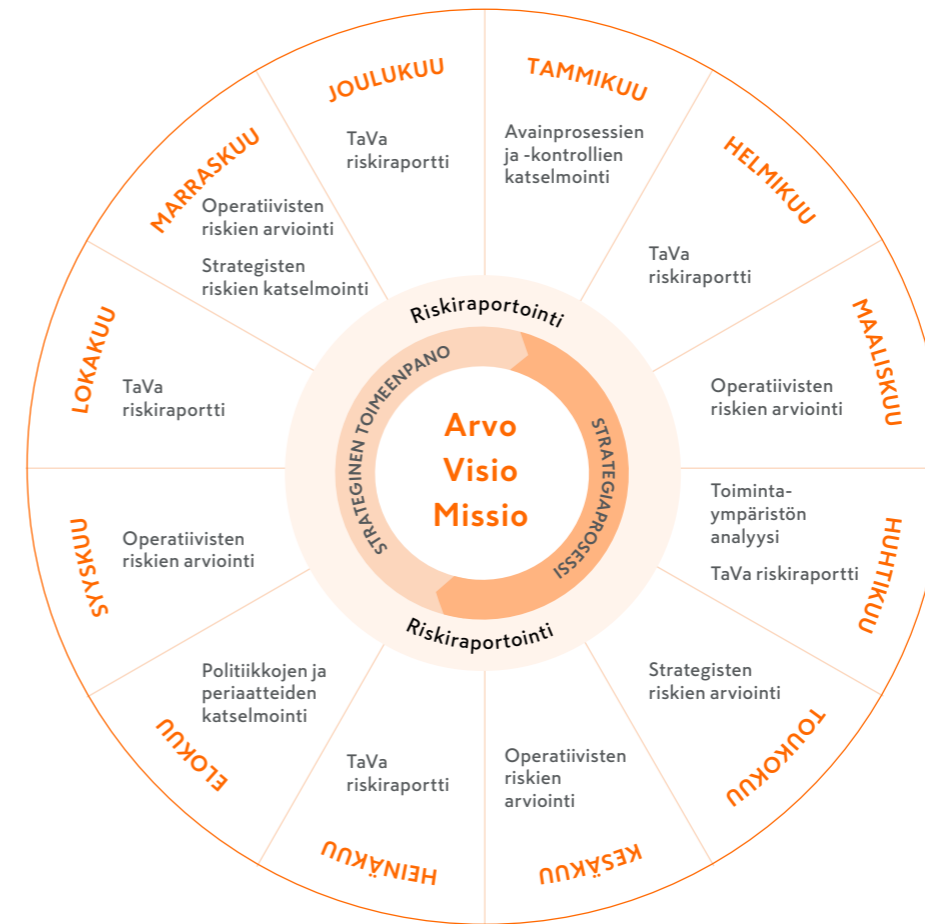 TAMMIKUU
Avainprosessien
ja -kontrollien
katselmointi
HELMIKUU
TaVa
riskiraportti
MAALISKUU
Operatiivisten
riskien arviointi
HUHTIKUU
Toiminta-
ympäristön
analyysi
TaVa riskiraportti
TOUKOKUU
Strategisten
riskien arviointi
KESÄKUU
Operatiivisten
riskien
arviointi
HEINÄKUU
TaVa
riskiraportti
ELOKUU
Politiikkojen ja
periaatteiden
katselmointi
SYYSKUU
Operatiivisten
riskien arviointi
LOKAKUU
TaVa
riskiraportti
MARRASKUU
Operatiivisten
riskien arviointi
Strategisten
riskien katselmointi
JOULUKUU
TaVa
riskiraportti
Riskiraportointi
STRATEGINEN TOIMEENPANO
STRATEGIAPROSESSI
Arvo
Visio
Missio
Riskiraportointi